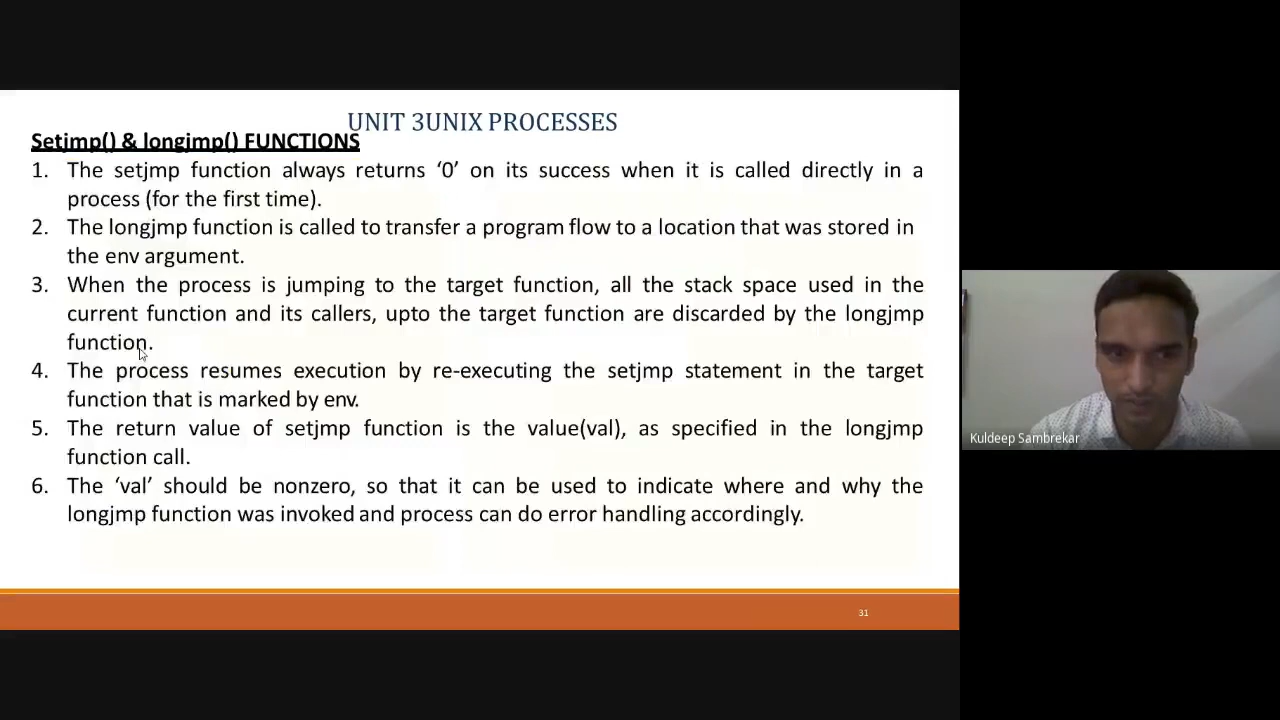 UNIT 3UNIX PROCESSES
Setjmp() & longjmp() FUNCTIONS
1. The setjmp function always returns ‘0’ on its success when it is called directly in a
process (for the first time).
2. The longjmp function is called to transfer a program flow to a location that was stored in
the env argument.
3. When the process is jumping to the target function, all the stack space used in the
current function and its callers, upto the target function are discarded by the longjmp
function.
4. The process resumes execution by re-executing the setjmp statement in the target
function that is marked by env.
5. The return value of setjmp function is the value(val), as specified in the longjmp
function call.
6. The ‘val’ should be nonzero, so that it can be used to indicate where and why the
longjmp function was invoked and process can do error handling accordingly.
31
Kuldeep Sambrekar